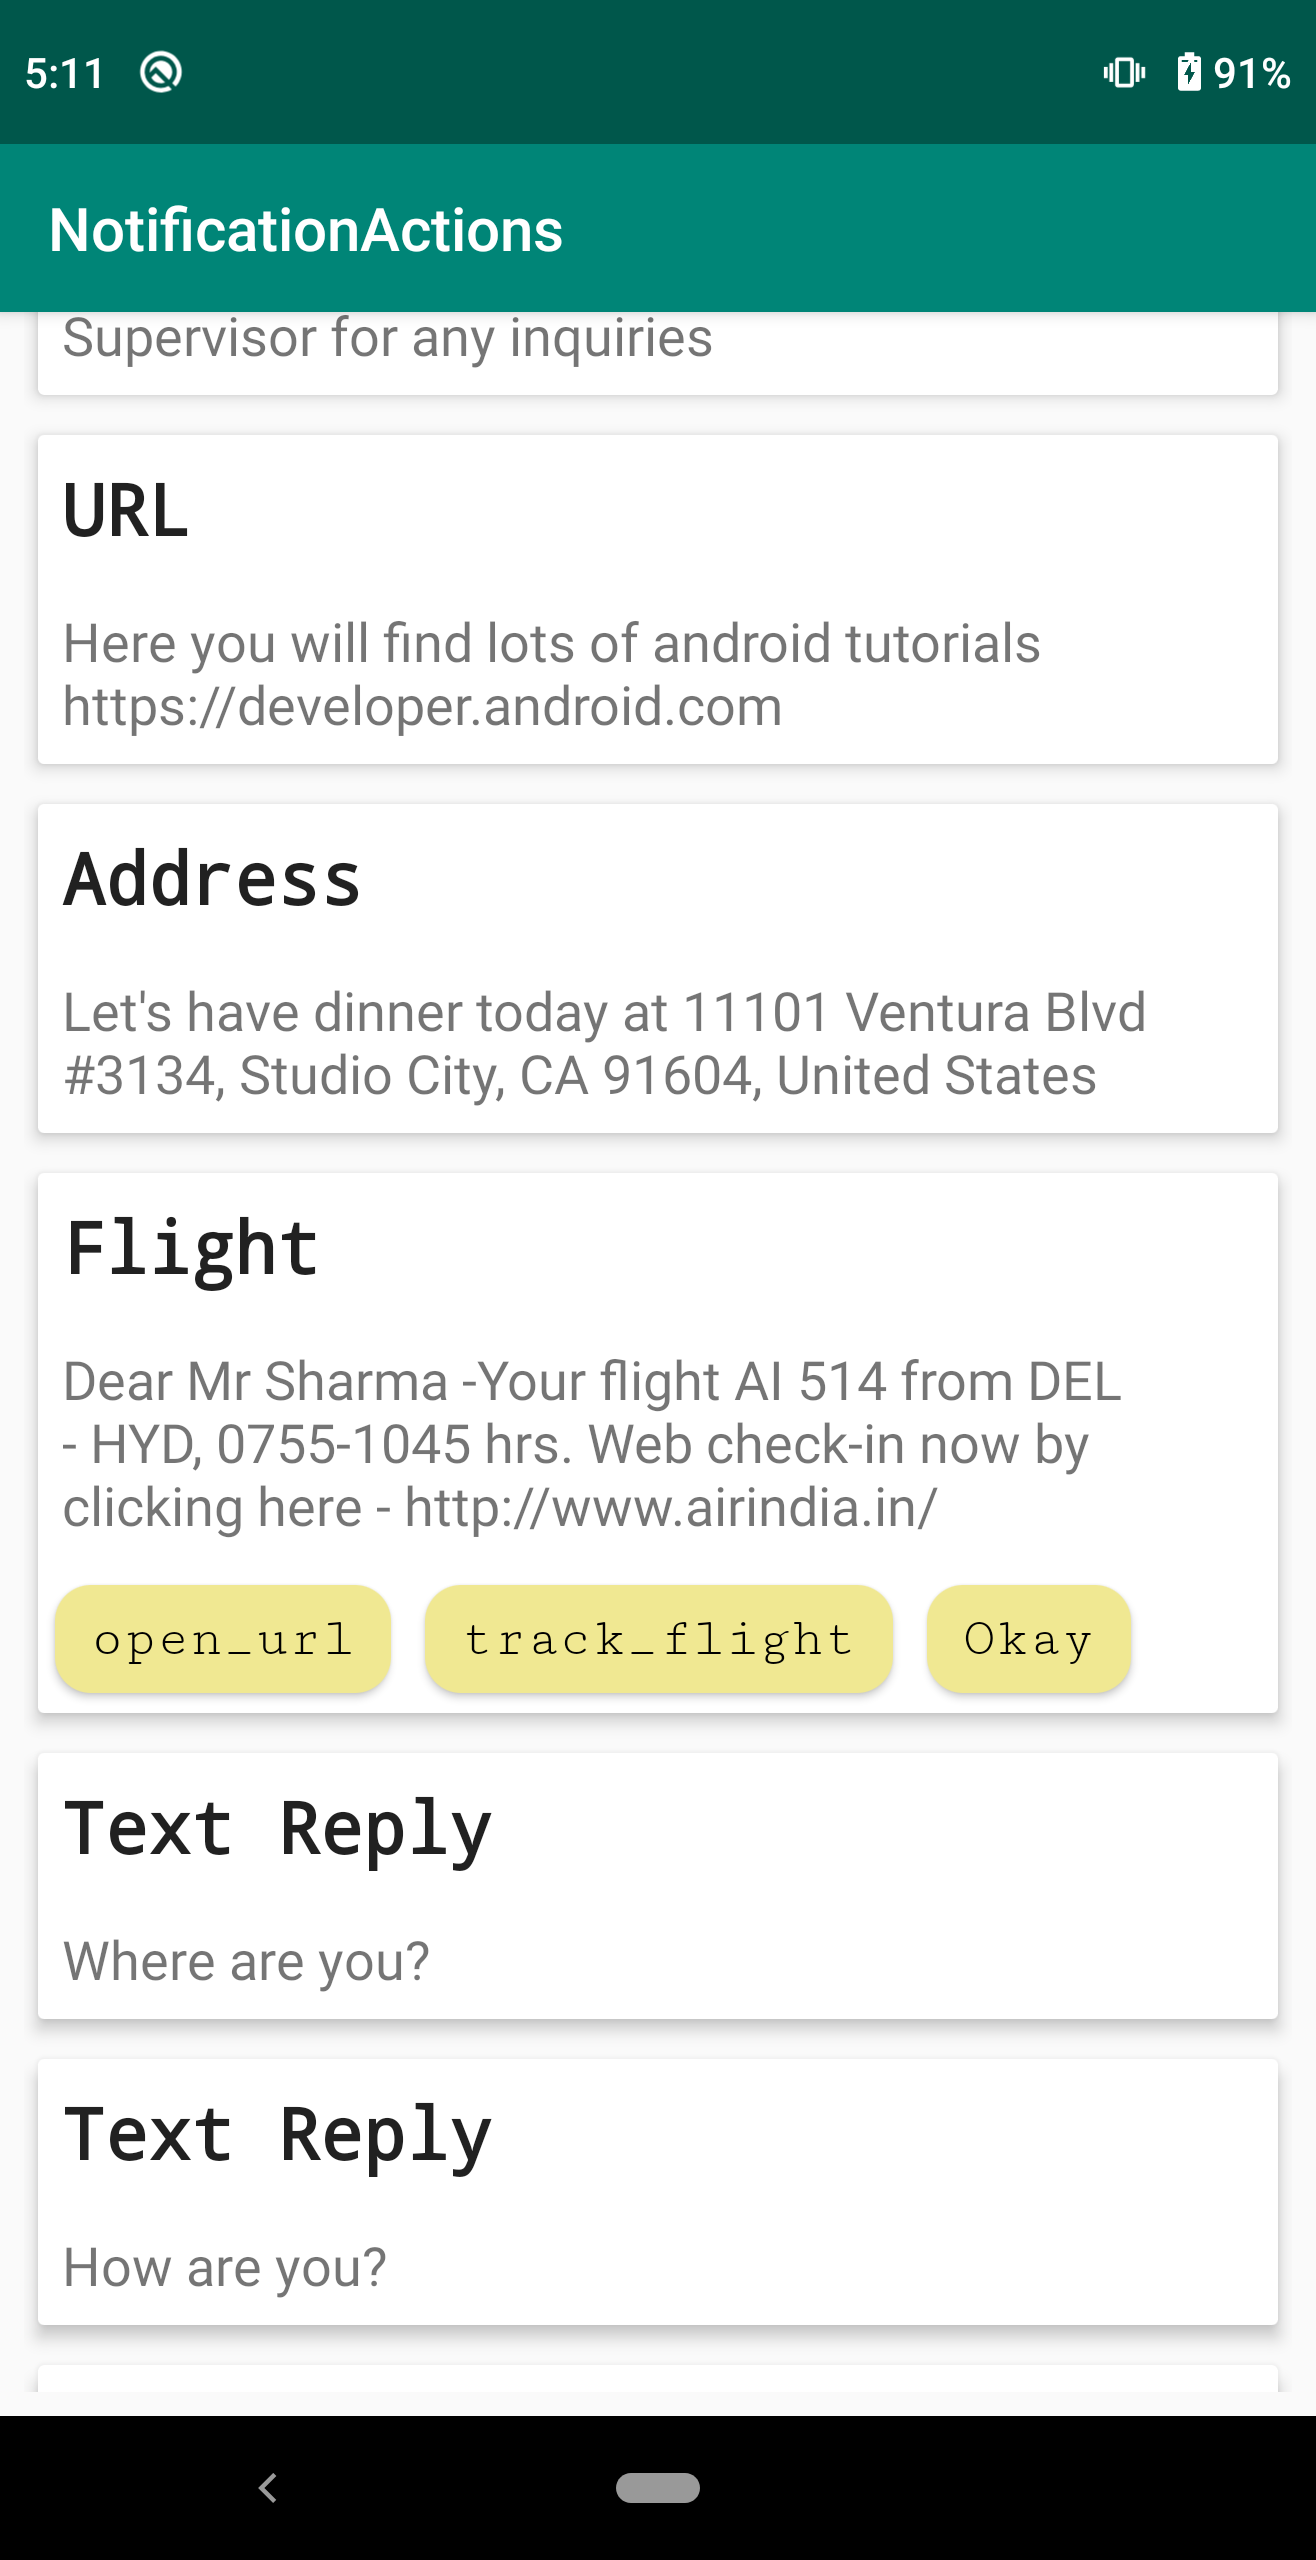 5:11
91%
NotificationActions
Supervisor for any inquiries
URL
Here you will find lots of android tutorials
https://developer.android.com
Address
Let's have dinner today at 11101 Ventura Blvd
#3134, Studio City, CA 91604, United States
Flight
Dear Mr Sharma -Your flight AI 514 from DEL
- HYD, 0755-1045 hrs. Web check-in now by
clicking here - http://www.airindia.in/
open_url track_flight Okay
Text Reply
Where are you?
Text Reply
How are you?